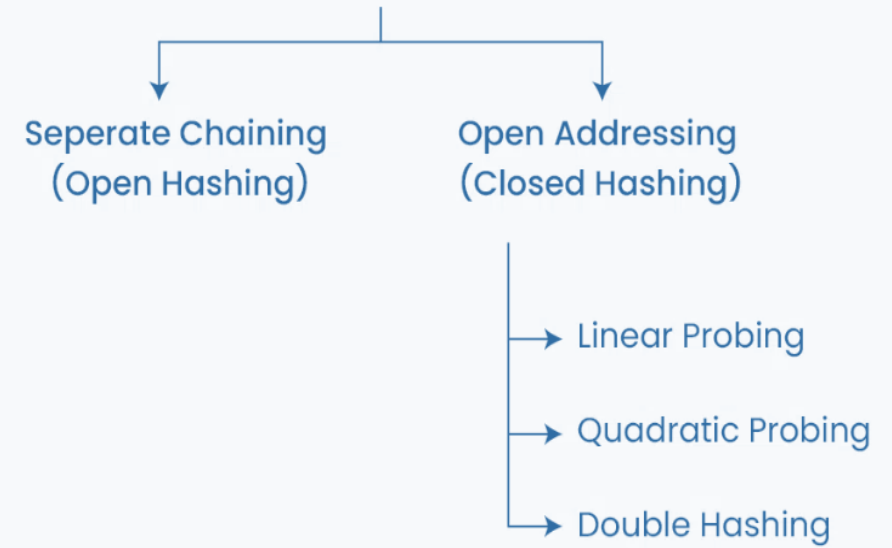 Seperate Chaining
(Open Hashing)
Open Addressing
(Closed Hashing)
Linear Probing
Quadratic Probing
Double Hashing